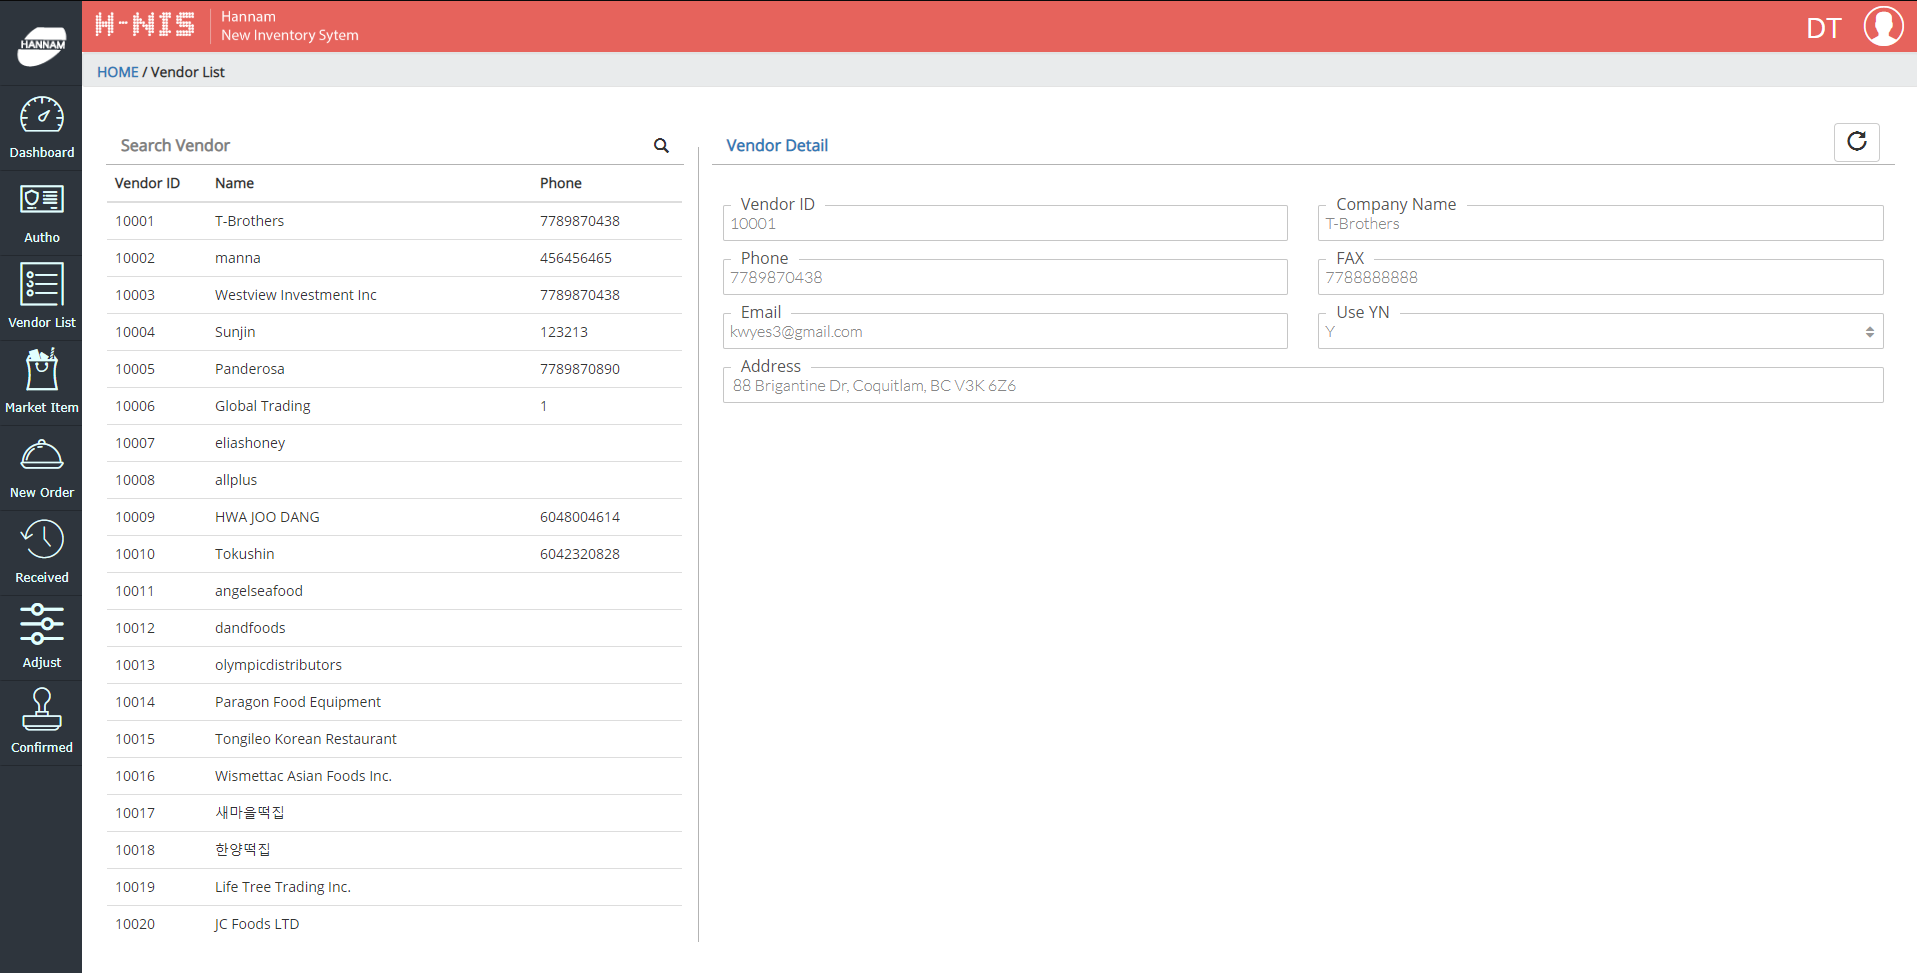 HANNAM
H-NIS
Hannam
New Inventory Sytem
DT
HOME / Vendor List
Dashboard
Autho
Vendor List
Market Item
New Order
Received
Adjust
Confirmed
Search Vendor
Vendor ID Name Phone
10001 T-Brothers 7789870438
10002 manna 456456465
10003 Westview Investment Inc 7789870438
10004 Sunjin 123213
10005 Panderosa 7789870890
10006 Global Trading 1
10007 eliashoney
10008 allplus
10009 HWA JOO DANG 6048004614
10010 Tokushin 6042320828
10011 angelseafood
10012 dandfoods
10013 olympicdistributors
10014 Paragon Food Equipment
10015 Tongileo Korean Restaurant
10016 Wismettac Asian Foods Inc.
10017 새마을떡집
10018 한양떡집
10019 Life Tree Trading Inc.
10020 JC Foods LTD
Vendor Detail
Vendor ID
10001
Company Name
T-Brothers
Phone
7789870438
FAX
7788888888
Email
kwyes3@gmail.com
Use YN
Y
Address
88 Brigantine Dr, Coquitlam, BC V3K 6Z6